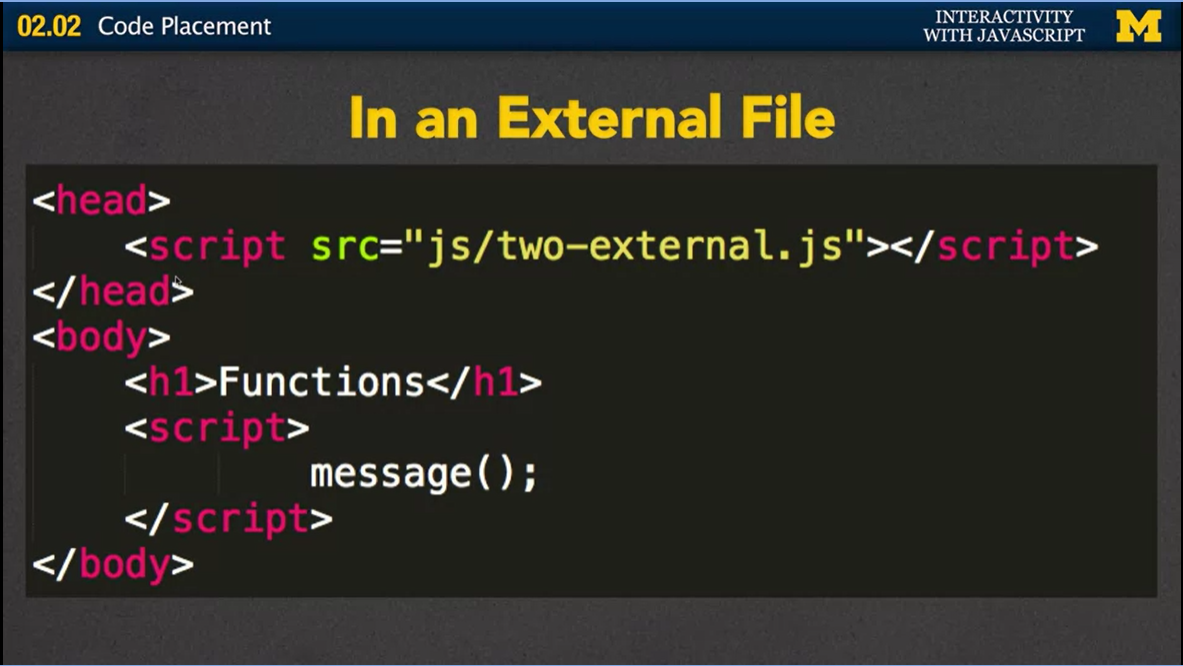 02.02 Code Placement
INTERACTIVITY
WITH JAVASCRIPT
M
In an External File
<head>
    <script src="js/two-external.js"></script>
</head>
<body>
    <h1>Functions</h1>
    <script>
            message();
    </script>
</body>